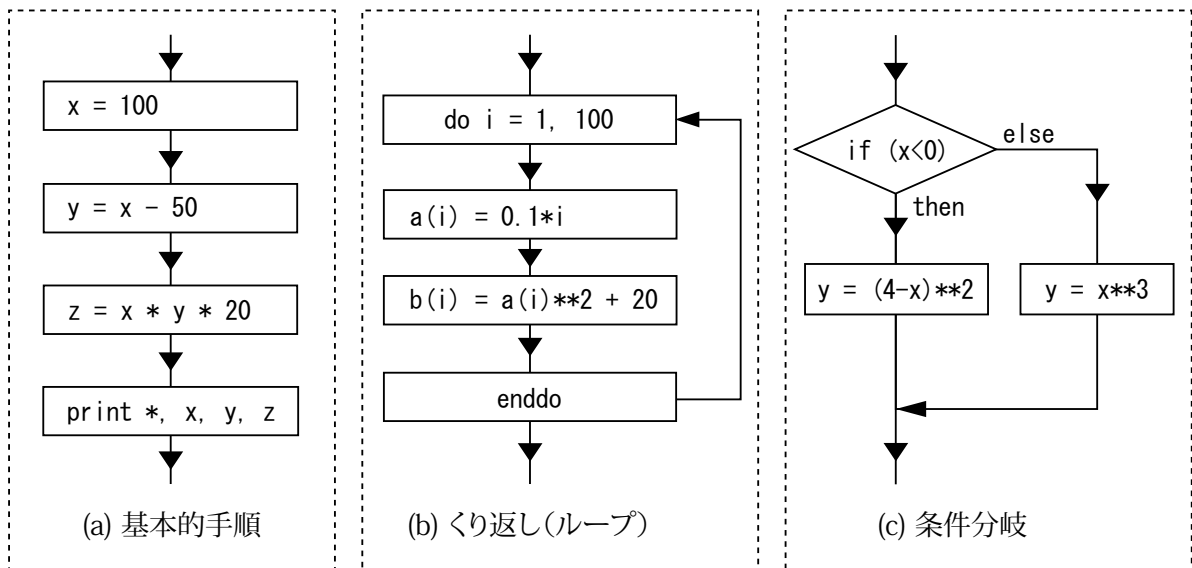 x = 100
y = x - 50
z = x * y * 20
print *, x, y, z
(a) 基本的手順
do i = 1, 100
a(i) = 0.1*i
b(i) = a(i)**2 + 20
enddo
(b) くり返し(ループ)
if (x<0)
else
then
y = (4-x)**2
y = x**3
(c) 条件分岐